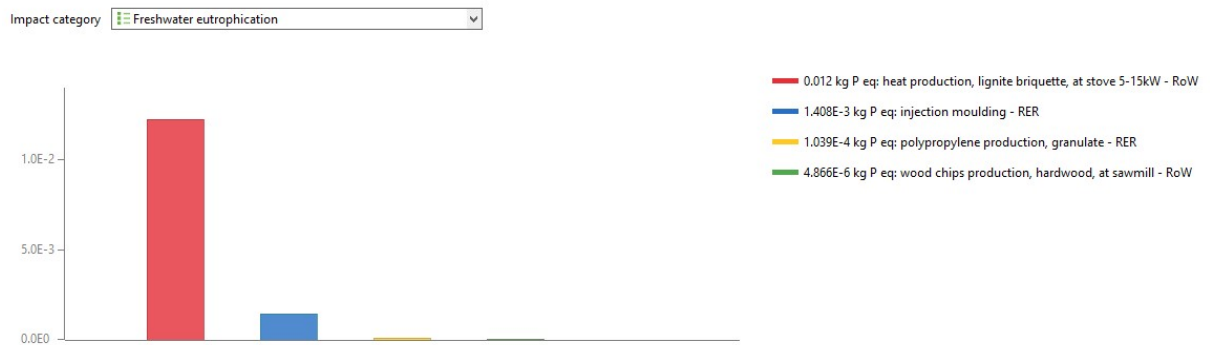 Impact category Freshwater eutrophication
0.012 kg P eq: heat production, lignite briquette, at stove 5-15kW - RoW
1.408E-3 kg P eq: injection moulding - RER
1.039E-4 kg P eq: polypropylene production, granulate - RER
4.866E-6 kg P eq: wood chips production, hardwood, at sawmill - RoW
1.0E-2
5.0E-3
0.0E0